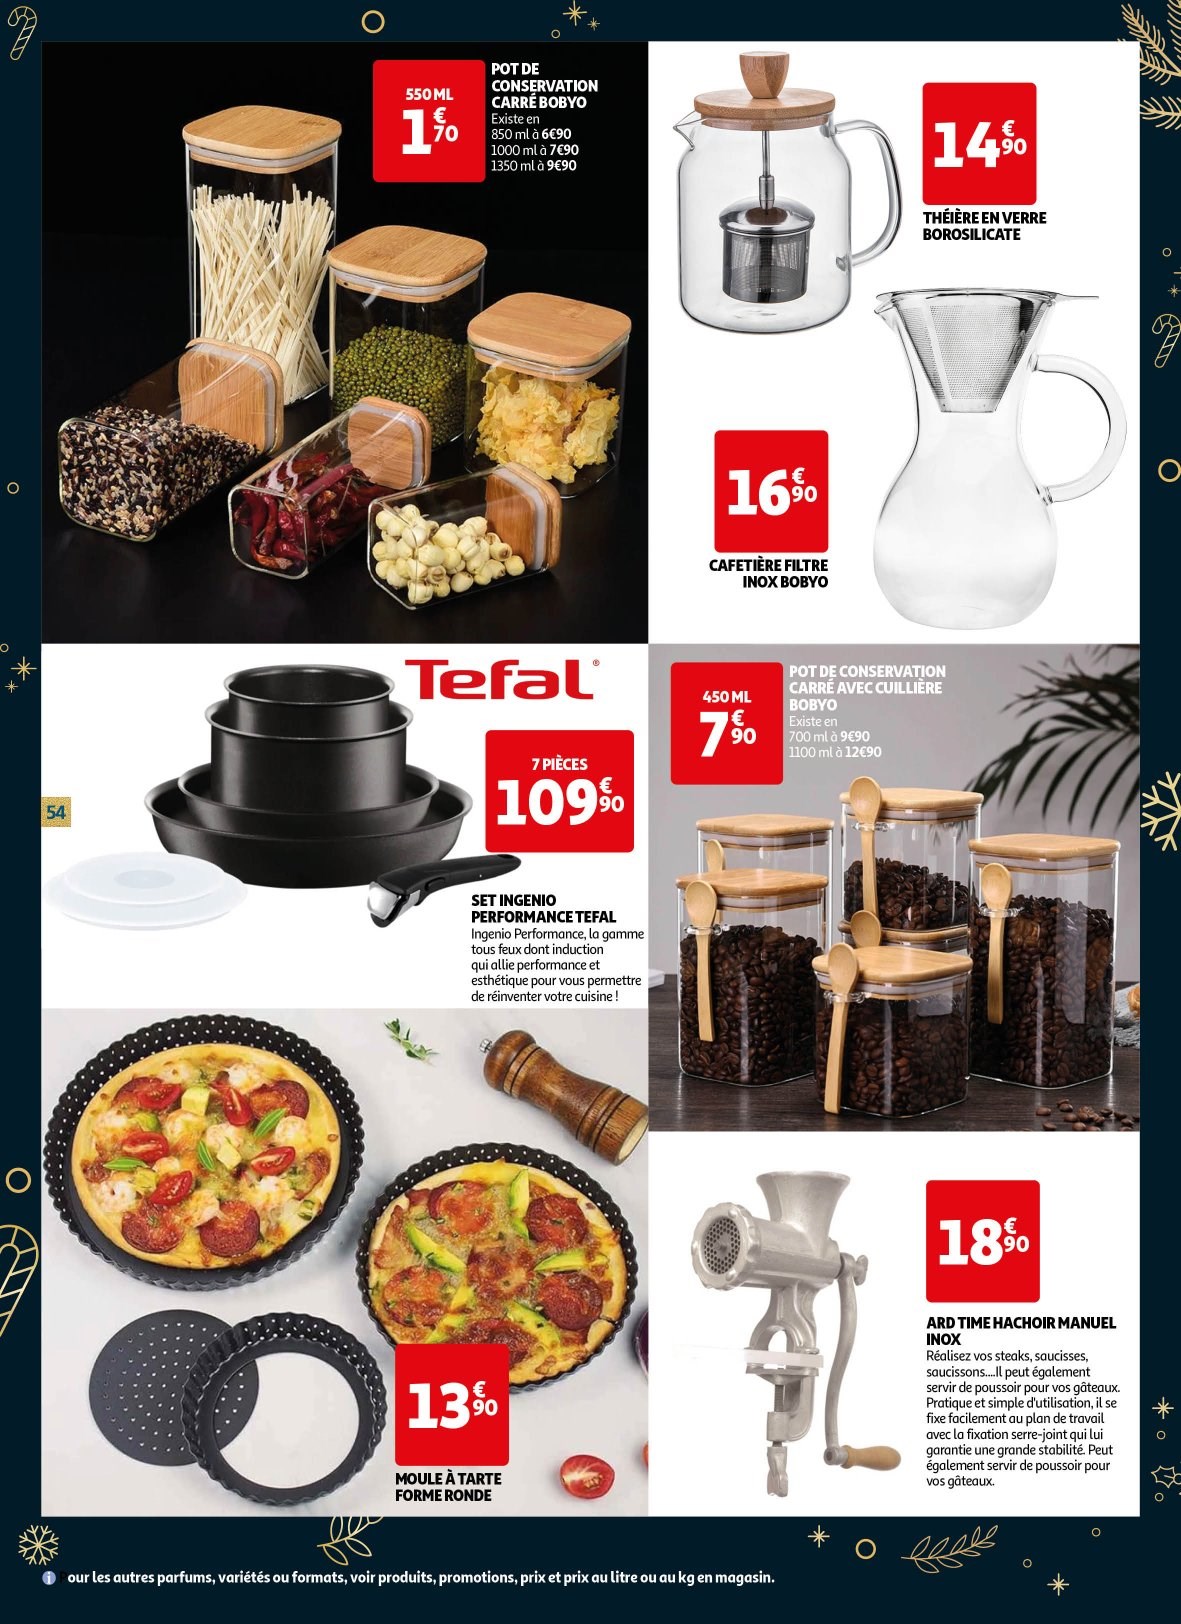 550 ML
1€70
POT DE
CONSERVATION
CARRÉ BOBYO
Existe en
850 ml à 6€90
1000 ml à 7€90
1350 ml à 9€90
14€90
THÉIÈRE EN VERRE
BOROSILICATE
16€90
CAFETIÈRE FILTRE
INOX BOBYO
Tefal®
7 PIÈCES
109€90
SET INGENIO
PERFORMANCE TEFAL
Ingenio Performance, la gamme
tous feux dont induction
qui allie performance et
esthétique pour vous permettre
de réinventer votre cuisine !
450 ML
7€90
POT DE CONSERVATION
CARRÉ AVEC CUILLIÈRE
BOBYO
Existe en
700 ml à 9€90
1100 ml à 12€90
54
13€90
MOULE À TARTE
FORME RONDE
18€90
ARD TIME HACHOIR MANUEL
INOX
Réalisez vos steaks, saucisses,
saucissons....Il peut également
servir de poussoir pour vos gâteaux.
Pratique et simple d'utilisation, il se
fixe facilement au plan de travail
avec la fixation serre-joint qui lui
garantie une grande stabilité. Peut
également servir de poussoir pour
vos gâteaux.
i Pour les autres parfums, variétés ou formats, voir produits, promotions, prix et prix au litre ou au kg en magasin.